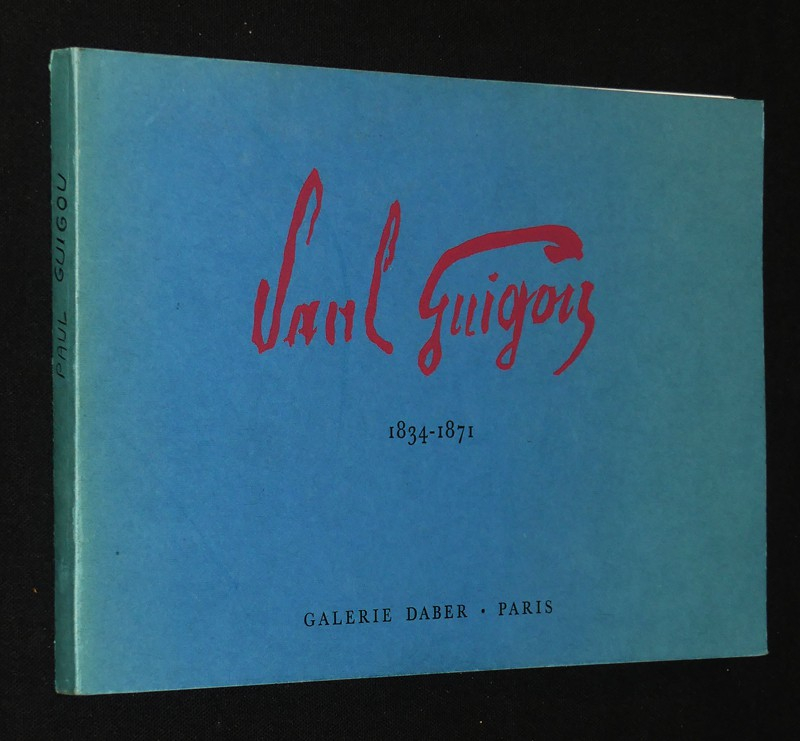 PAUL GUIGOU
Paul Guigou
1834-1871
GALERIE DABER • PARIS